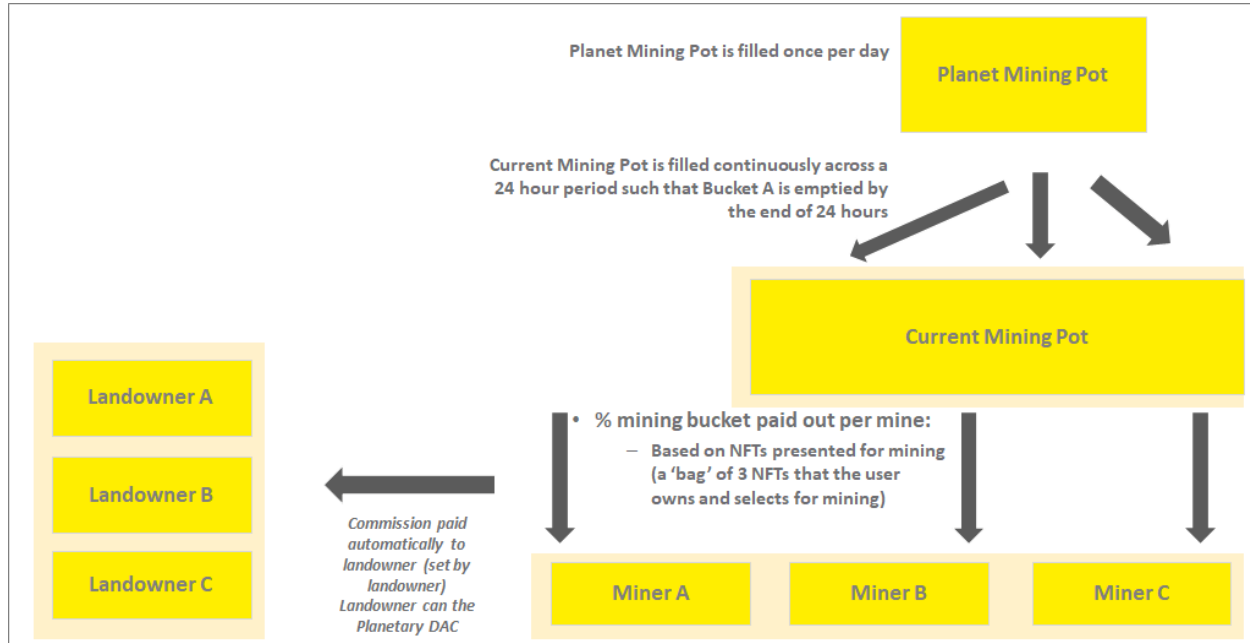 Planet Mining Pot is filled once per day
Planet Mining Pot
Current Mining Pot is filled continuously across a
24 hour period such that Bucket A is emptied by
the end of 24 hours
Current Mining Pot
Landowner A
Landowner B
Landowner C
• % mining bucket paid out per mine:
– Based on NFTs presented for mining
(a ‘bag’ of 3 NFTs that the user
owns and selects for mining)
Commission paid
automatically to
landowner (set by
landowner)
Landowner can the
Planetary DAC
Miner A
Miner B
Miner C